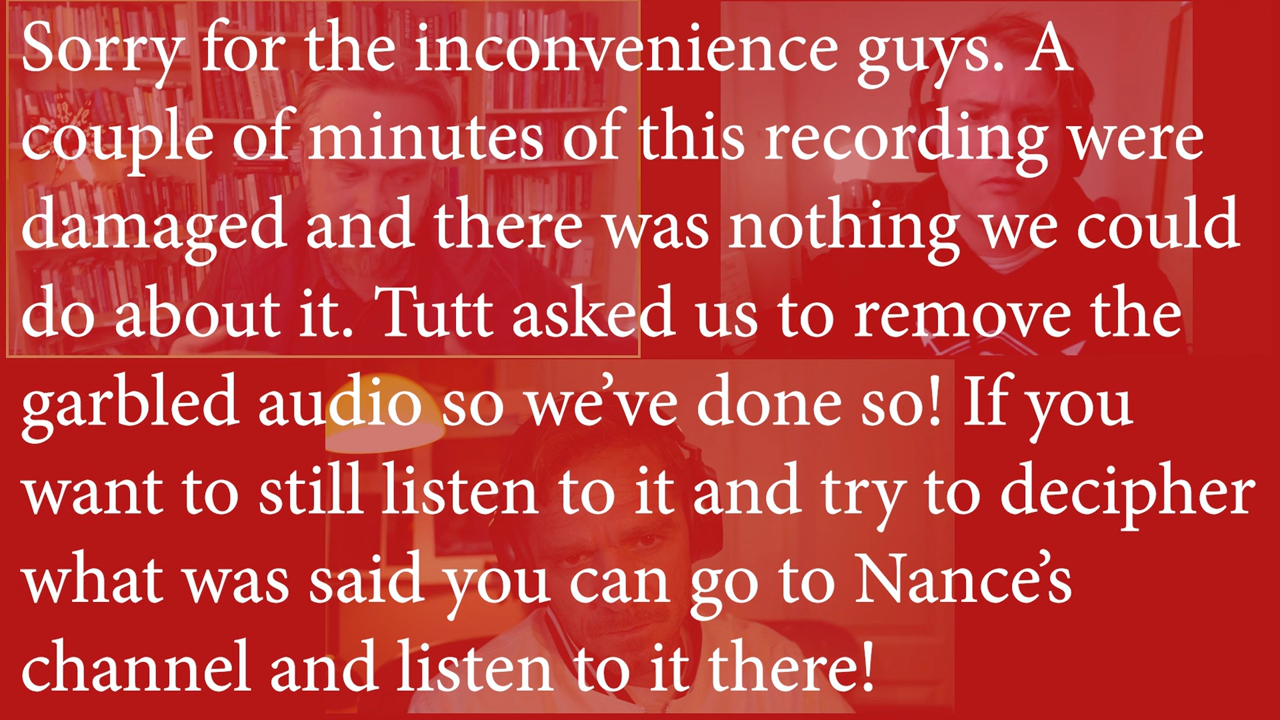 Sorry for the inconvenience guys. A
couple of minutes of this recording were
damaged and there was nothing we could
do about it. Tutt asked us to remove the
garbled audio so we’ve done so! If you
want to still listen to it and try to decipher
what was said you can go to Nance’s
channel and listen to it there!